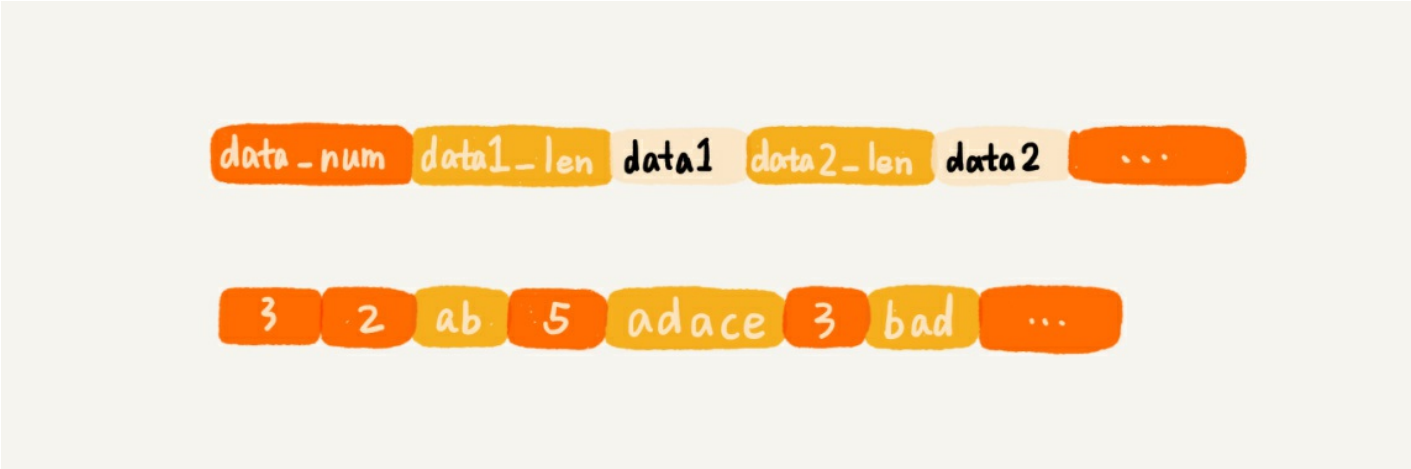 data_num data1_len data1 data2_len data2 ...
3 2 ab 5 adace 3 bad ...